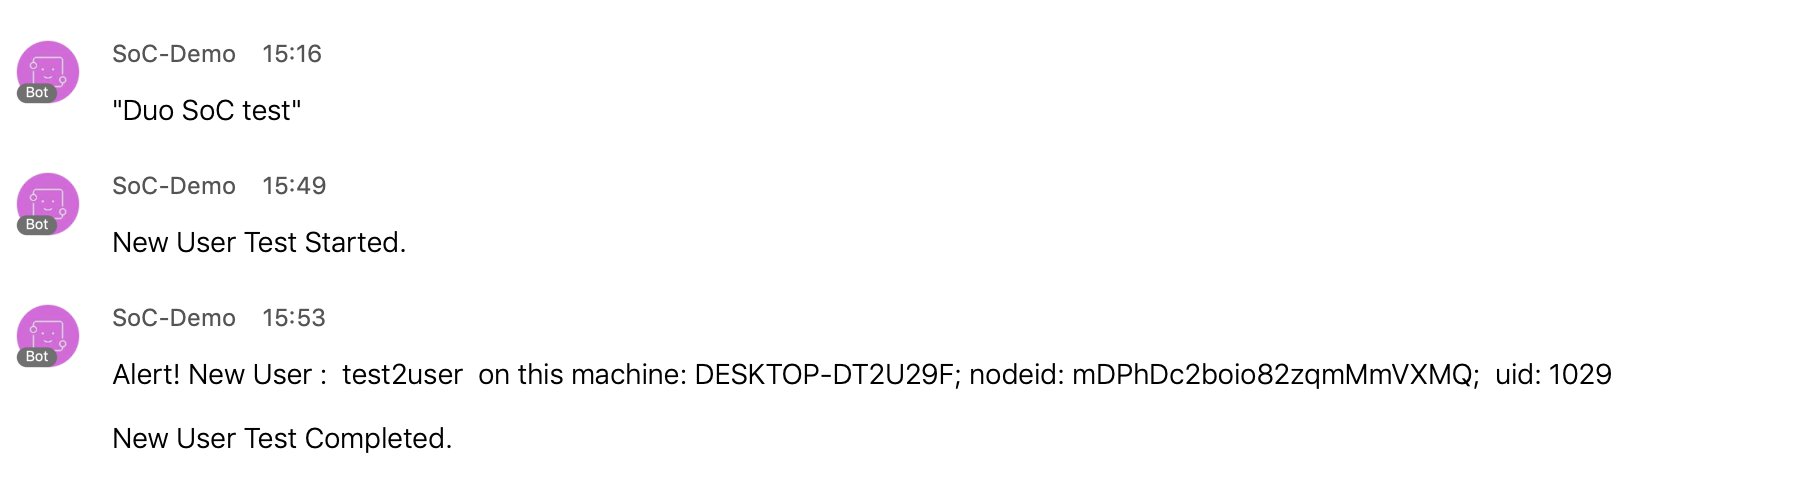 SoC-Demo 15:16
Bot
"Duo SoC test"
SoC-Demo 15:49
Bot
New User Test Started.
SoC-Demo 15:53
Bot
Alert! New User :  test2user  on this machine: DESKTOP-DT2U29F; nodeid: mDPhDc2boio82zqmMmVXMQ;  uid: 1029
New User Test Completed.